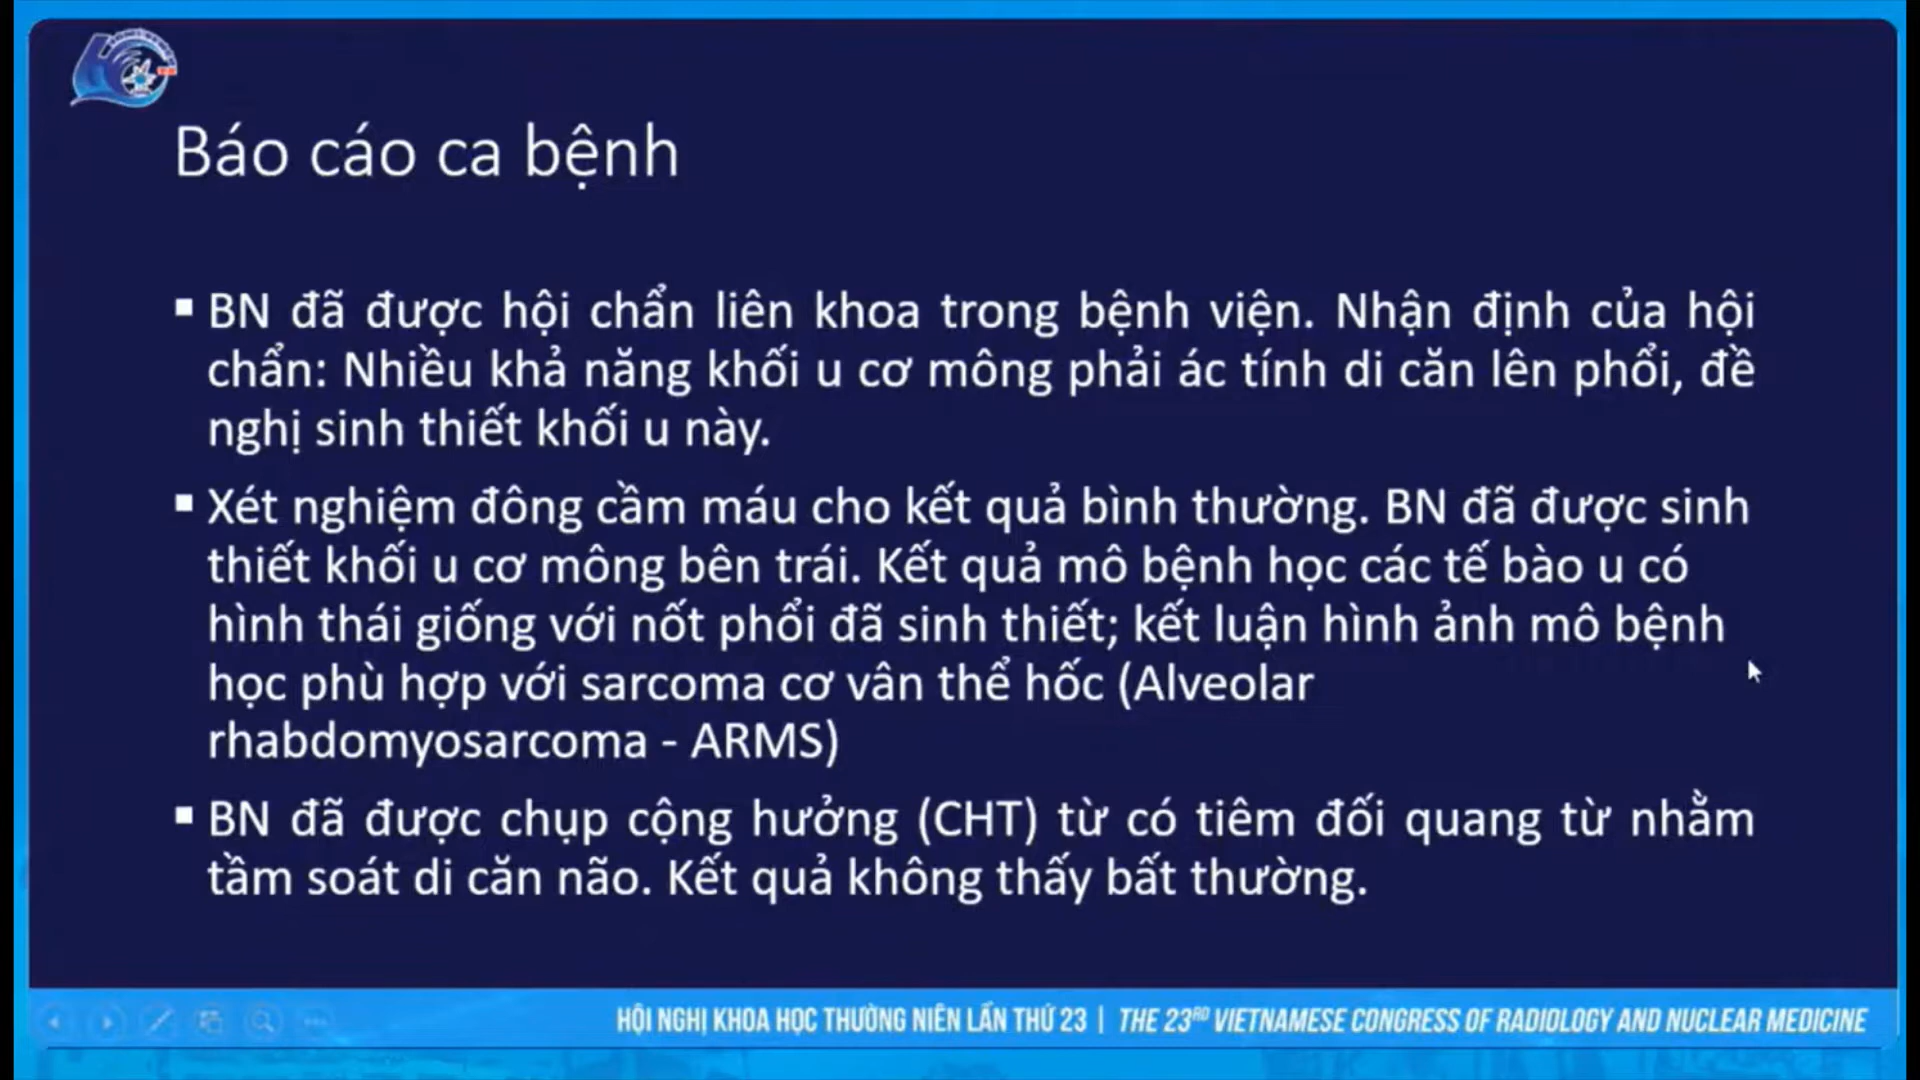 Báo cáo ca bệnh
▪ BN đã được hội chẩn liên khoa trong bệnh viện. Nhận định của hội
chẩn: Nhiều khả năng khối u cơ mông phải ác tính di căn lên phổi, đề
nghị sinh thiết khối u này.
▪ Xét nghiệm đông cầm máu cho kết quả bình thường. BN đã được sinh
thiết khối u cơ mông bên trái. Kết quả mô bệnh học các tế bào u có
hình thái giống với nốt phổi đã sinh thiết; kết luận hình ảnh mô bệnh
học phù hợp với sarcoma cơ vân thể hốc (Alveolar
rhabdomyosarcoma - ARMS)
▪ BN đã được chụp cộng hưởng (CHT) từ có tiêm đối quang từ nhằm
tầm soát di căn não. Kết quả không thấy bất thường.
HỘI NGHỊ KHOA HỌC THƯỜNG NIÊN LẦN THỨ 23 | THE 23RD VIETNAMESE CONGRESS OF RADIOLOGY AND NUCLEAR MEDICINE